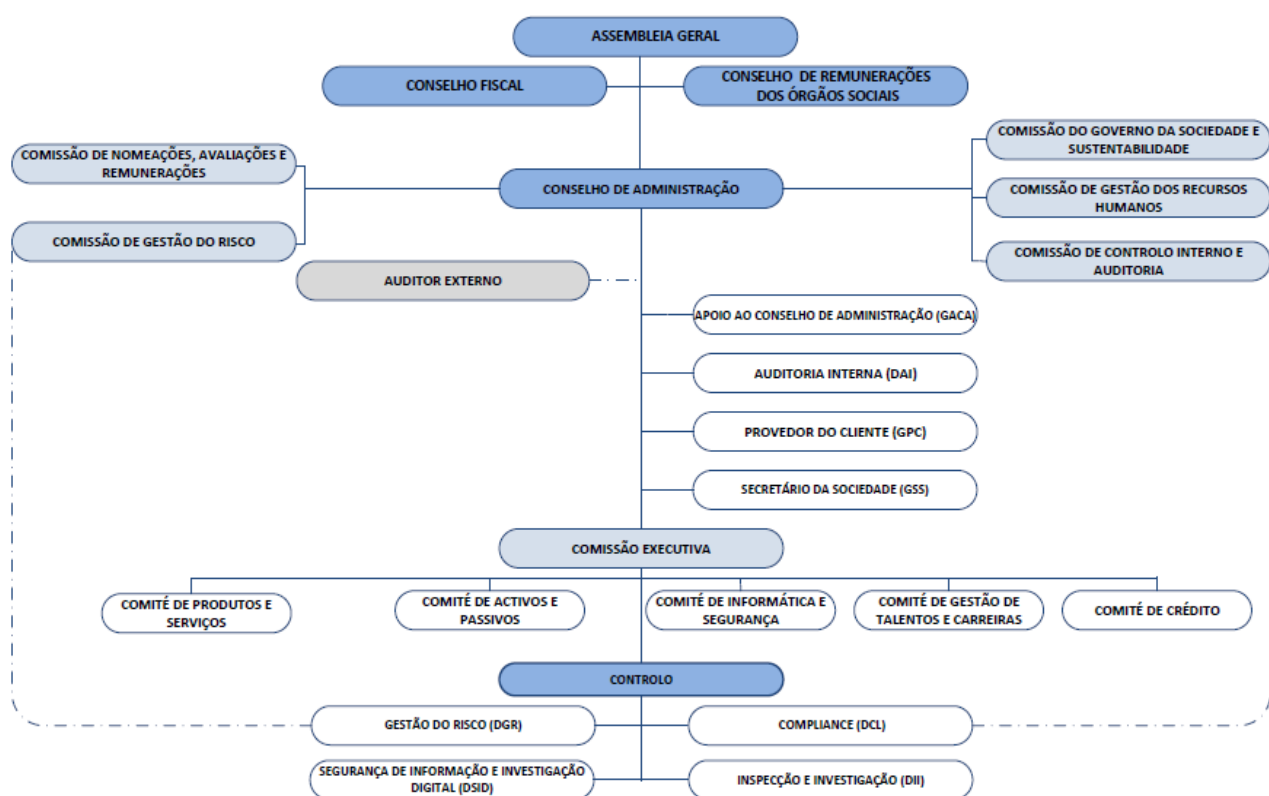 ASSEMBLEIA GERAL
CONSELHO FISCAL
CONSELHO DE REMUNERAÇÕES
DOS ÓRGÃOS SOCIAIS
COMISSÃO DE NOMEAÇÕES, AVALIAÇÕES E
REMUNERAÇÕES
COMISSÃO DO GOVERNO DA SOCIEDADE E
SUSTENTABILIDADE
CONSELHO DE ADMINISTRAÇÃO
COMISSÃO DE GESTÃO DOS RECURSOS
HUMANOS
COMISSÃO DE GESTÃO DO RISCO
COMISSÃO DE CONTROLO INTERNO E
AUDITORIA
AUDITOR EXTERNO
APOIO AO CONSELHO DE ADMINISTRAÇÃO (GACA)
AUDITORIA INTERNA (DAI)
PROVEDOR DO CLIENTE (GPC)
SECRETÁRIO DA SOCIEDADE (GSS)
COMISSÃO EXECUTIVA
COMITÉ DE PRODUTOS E
SERVIÇOS
COMITÉ DE ACTIVOS E
PASSIVOS
COMITÉ DE INFORMÁTICA E
SEGURANÇA
COMITÉ DE GESTÃO DE
TALENTOS E CARREIRAS
COMITÉ DE CRÉDITO
CONTROLO
GESTÃO DO RISCO (DGR)
COMPLIANCE (DCL)
SEGURANÇA DE INFORMAÇÃO E INVESTIGAÇÃO
DIGITAL (DSID)
INSPECÇÃO E INVESTIGAÇÃO (DII)